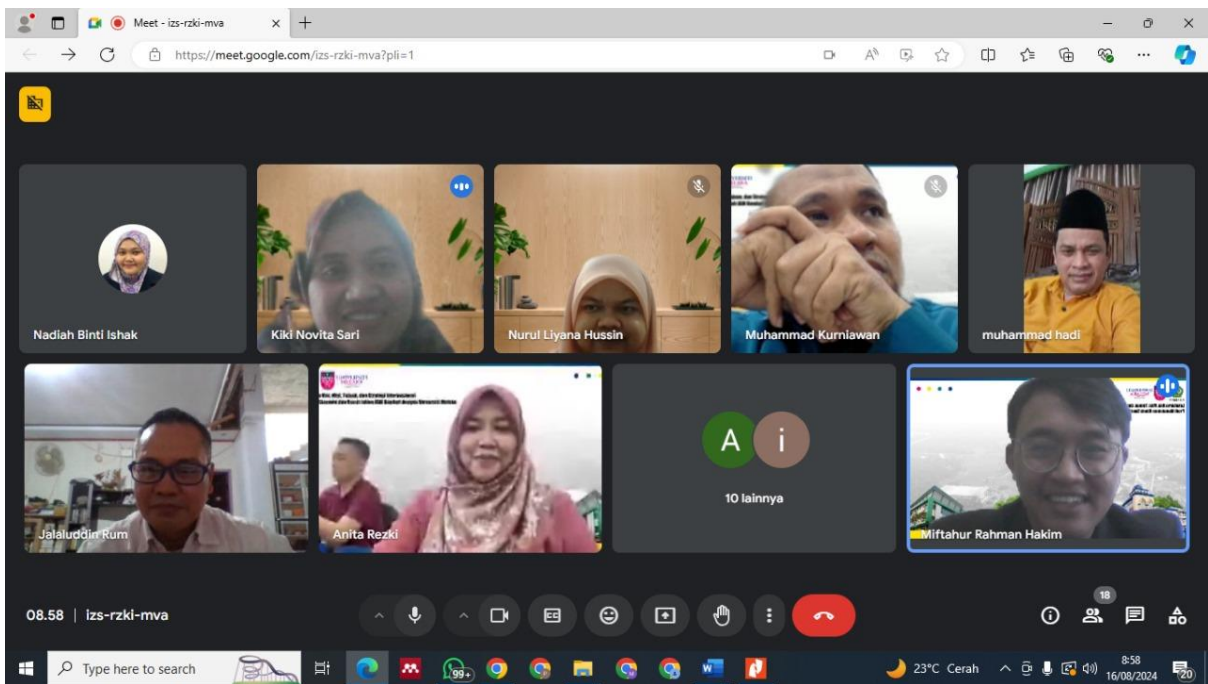 Meet - izs-rzki-mva
https://meet.google.com/izs-rzki-mva?pli=1
Nadiah Binti Ishak
Kiki Novita Sari
Nurul Liyana Hussin
Muhammad Kurniawan
muhammad hadi
Jalaluddin Rum
Anita Rezki
A i
10 lainnya
Miftahur Rahman Hakim
08.58 | izs-rzki-mva
18
Type here to search
99+
23°C Cerah
8:58
16/08/2024
20